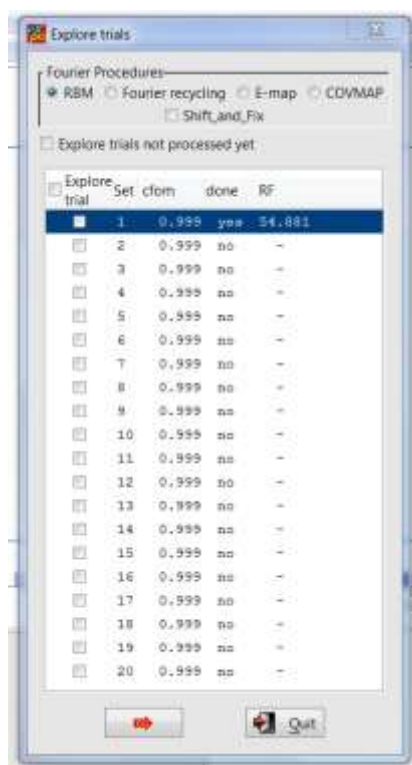 Explore trials
Fourier Procedures
RBM Fourier recycling E-map COVMAP
Shift_and_Fix
Explore trials not processed yet
Explore trial Set cfom done RF
1 0.999 yes 54.881
2 0.999 no -
3 0.999 no -
4 0.999 no -
5 0.999 no -
6 0.999 no -
7 0.999 no -
8 0.999 no -
9 0.999 no -
10 0.999 no -
11 0.999 no -
12 0.999 no -
13 0.999 no -
14 0.999 no -
15 0.999 no -
16 0.999 no -
17 0.999 no -
18 0.999 no -
19 0.999 no -
20 0.999 no -
Quit